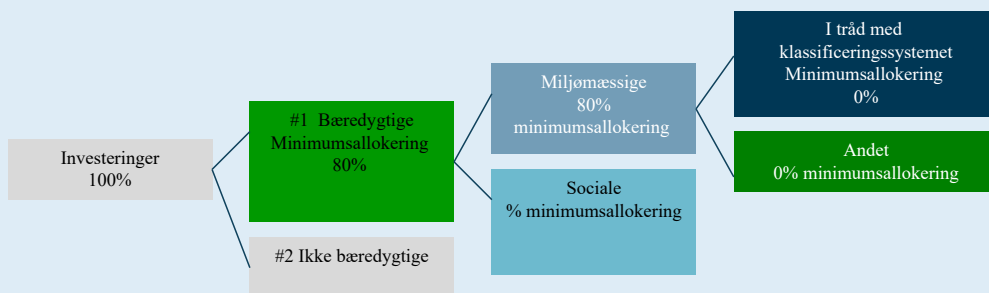 Investeringer
100%
#1 Bæredygtige
Minimumsallokering
80%
#2 Ikke bæredygtige
Miljømæssige
80%
minimumsallokering
Sociale
% minimumsallokering
I tråd med
klassificeringssystemet
Minimumsallokering
0%
Andet
0% minimumsallokering